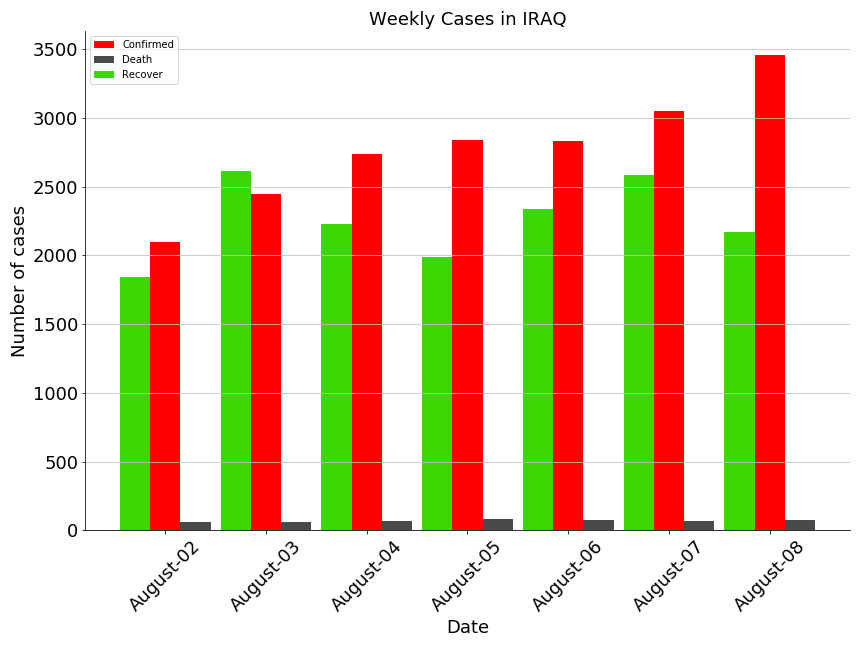 Weekly Cases in IRAQ
Confirmed
Death
Recover
3500
3000
2500
2000
1500
1000
500
0
Number of cases
August-02
August-03
August-04
August-05
August-06
August-07
August-08
Date